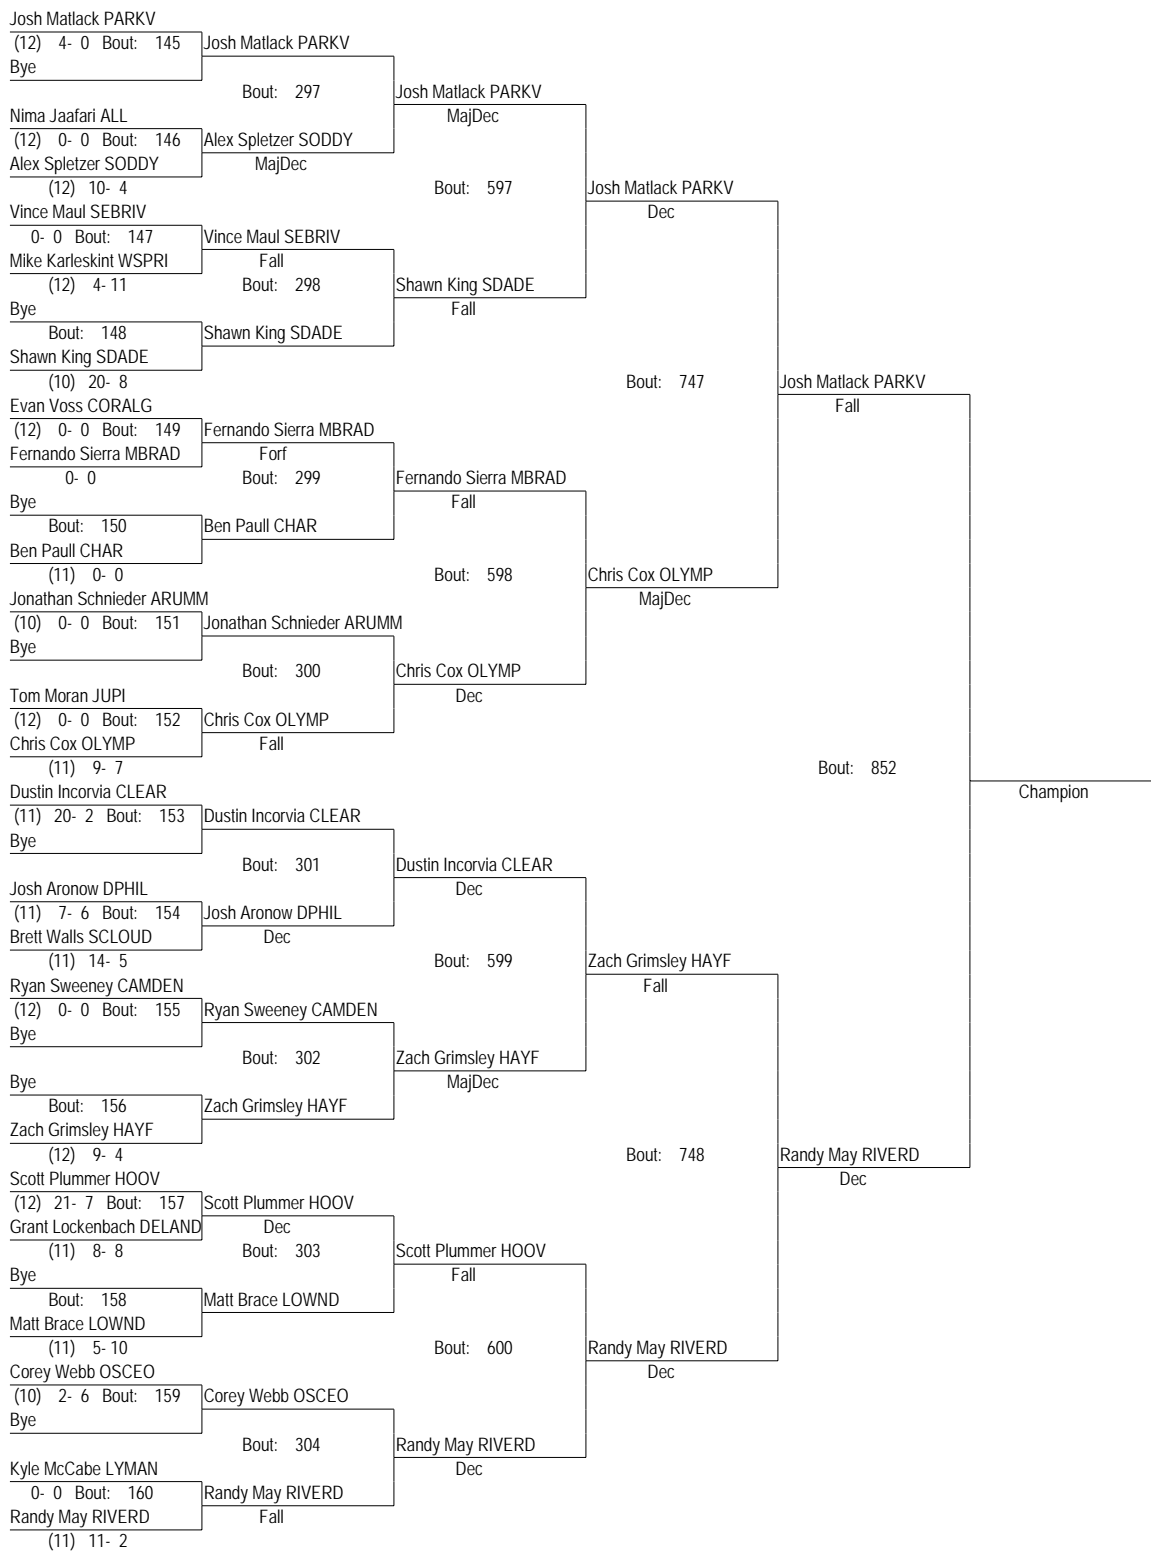 Josh Matlack PARKV
(12) 4- 0 Bout: 145 Josh Matlack PARKV
Bye
Bout: 297 Josh Matlack PARKV
Nima Jaafari ALL MajDec
(12) 0- 0 Bout: 146 Alex Spletzer SODDY
Alex Spletzer SODDY MajDec
(12) 10- 4 Bout: 597 Josh Matlack PARKV
Vince Maul SEBRIV Dec
0- 0 Bout: 147 Vince Maul SEBRIV
Mike Karleskint WSPRI Fall
(12) 4- 11 Bout: 298 Shawn King SDADE
Bye Fall
Bout: 148 Shawn King SDADE
Shawn King SDADE
(10) 20- 8 Bout: 747 Josh Matlack PARKV
Evan Voss CORALG Fall
(12) 0- 0 Bout: 149 Fernando Sierra MBRAD
Fernando Sierra MBRAD Forf
0- 0 Bout: 299 Fernando Sierra MBRAD
Bye Fall
Bout: 150 Ben Paull CHAR
Ben Paull CHAR
(11) 0- 0 Bout: 598 Chris Cox OLYMP
Jonathan Schnieder ARUMM MajDec
(10) 0- 0 Bout: 151 Jonathan Schnieder ARUMM
Bye
Bout: 300 Chris Cox OLYMP
Tom Moran JUPI Dec
(12) 0- 0 Bout: 152 Chris Cox OLYMP
Chris Cox OLYMP Fall
(11) 9- 7 Bout: 852
Dustin Incorvia CLEAR Champion
(11) 20- 2 Bout: 153 Dustin Incorvia CLEAR
Bye
Bout: 301 Dustin Incorvia CLEAR
Josh Aronow DPHIL Dec
(11) 7- 6 Bout: 154 Josh Aronow DPHIL
Brett Walls SCLOUD Dec
(11) 14- 5 Bout: 599 Zach Grimsley HAYF
Ryan Sweeney CAMDEN Fall
(12) 0- 0 Bout: 155 Ryan Sweeney CAMDEN
Bye
Bout: 302 Zach Grimsley HAYF
Bye MajDec
Bout: 156 Zach Grimsley HAYF
Zach Grimsley HAYF
(12) 9- 4 Bout: 748 Randy May RIVERD
Scott Plummer HOOV Dec
(12) 21- 7 Bout: 157 Scott Plummer HOOV
Grant Lockenbach DELAND Dec
(11) 8- 8 Bout: 303 Scott Plummer HOOV
Bye Fall
Bout: 158 Matt Brace LOWND
Matt Brace LOWND
(11) 5- 10 Bout: 600 Randy May RIVERD
Corey Webb OSCEO Dec
(10) 2- 6 Bout: 159 Corey Webb OSCEO
Bye
Bout: 304 Randy May RIVERD
Kyle McCabe LYMAN Dec
0- 0 Bout: 160 Randy May RIVERD
Randy May RIVERD Fall
(11) 11- 2